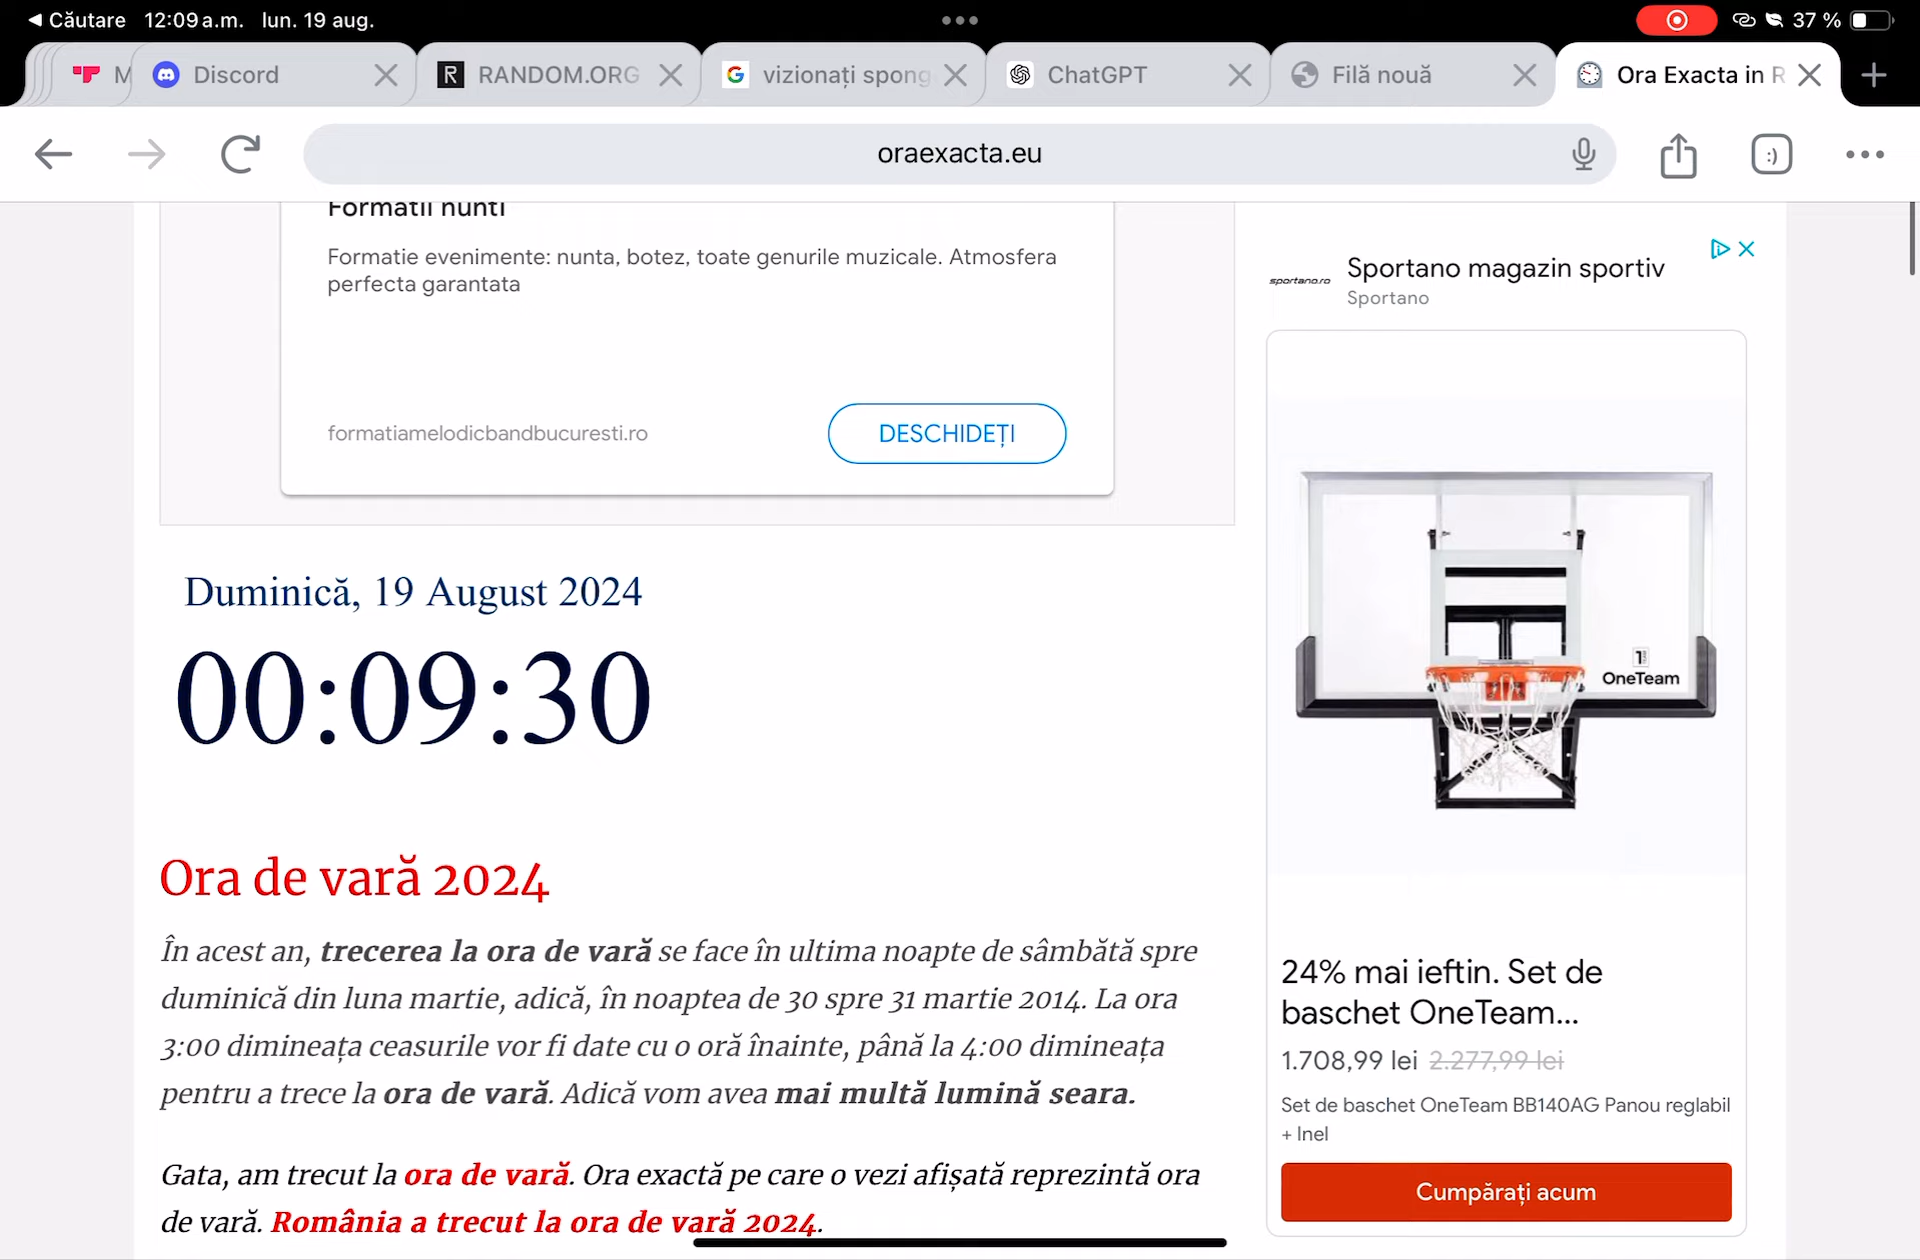 Căutare 12:09 a.m. lun. 19 aug. 37 %
M Discord RANDOM.ORG vizionați spong ChatGPT Filă nouă Ora Exacta in R
oraexacta.eu
Formatii nunti
Formatie evenimente: nunta, botez, toate genurile muzicale. Atmosfera
perfecta garantata
formatiamelodicbandbucuresti.ro DESCHIDEȚI
Sportano magazin sportiv
sportano.ro
Sportano
Duminică, 19 August 2024
00:09:30
1
OneTeam
Ora de vară 2024
În acest an, trecerea la ora de vară se face în ultima noapte de sâmbătă spre
duminică din luna martie, adică, în noaptea de 30 spre 31 martie 2014. La ora
3:00 dimineața ceasurile vor fi date cu o oră înainte, până la 4:00 dimineața
pentru a trece la ora de vară. Adică vom avea mai multă lumină seara.
Gata, am trecut la ora de vară. Ora exactă pe care o vezi afișată reprezintă ora
de vară. România a trecut la ora de vară 2024.
24% mai ieftin. Set de
baschet OneTeam...
1.708,99 lei 2.277,99 lei
Set de baschet OneTeam BB140AG Panou reglabil
+ Inel
Cumpărați acum